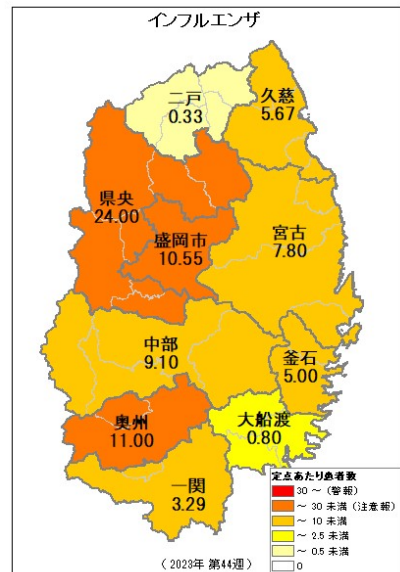 インフルエンザ
二戸
0.33
久慈
5.67
県央
24.00
盛岡市
10.55
宮古
7.80
中部
9.10
釜石
5.00
奥州
11.00
大船渡
0.80
一関
3.29
定点あたり患者数
30 ～ (警報)
～ 30 未満 (注意報)
～ 10 未満
～ 2.5 未満
～ 0.5 未満
0
(2023年 第44週)